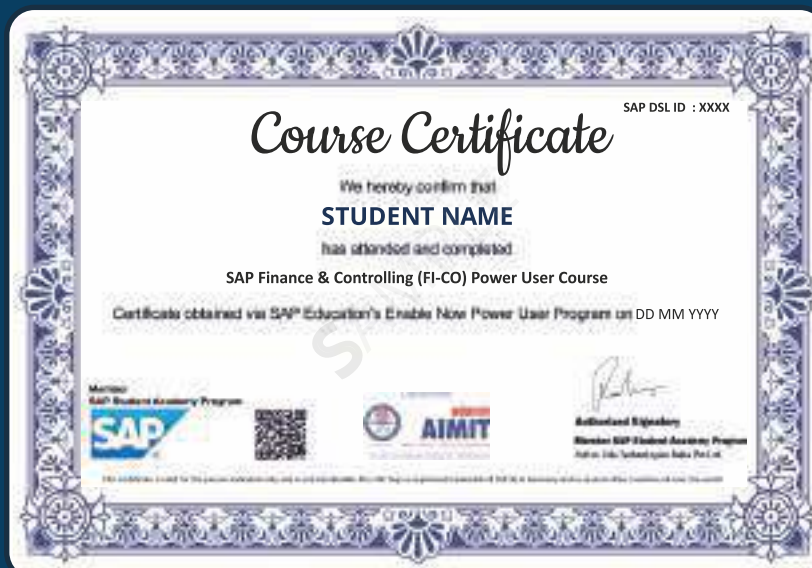 SAP DSL ID : XXXX
Course Certificate
We hereby confirm that
STUDENT NAME
has attended and completed
SAP Finance & Controlling (FI-CO) Power User Course
Certificate obtained via SAP Education's Enable Now Power User Program on DD MM YYYY
Member
SAP Student Academy Program
SAP
AIMIT
Authorized Signatory
Member SAP Student Academy Program